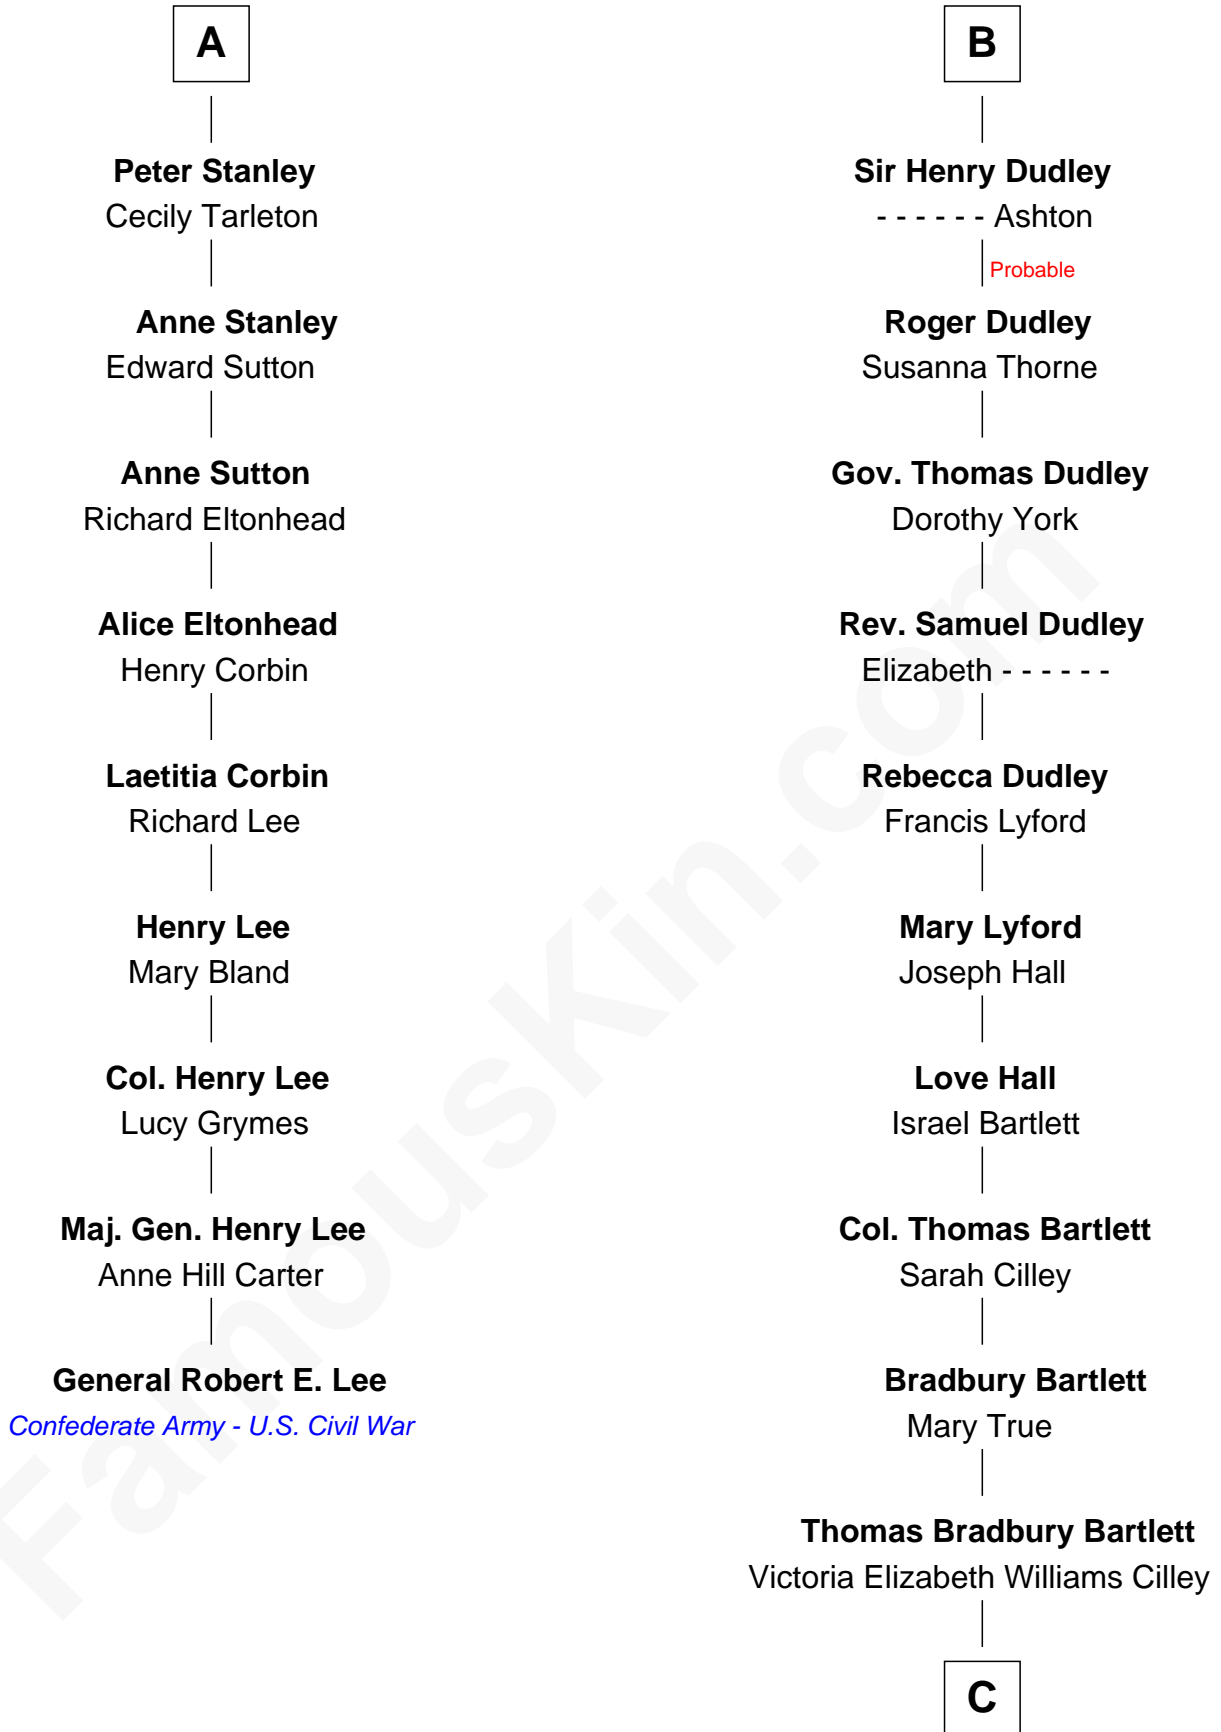 A
Peter Stanley
Cecily Tarleton
Anne Stanley
Edward Sutton
Anne Sutton
Richard Eltonhead
Alice Eltonhead
Henry Corbin
Laetitia Corbin
Richard Lee
Henry Lee
Mary Bland
Col. Henry Lee
Lucy Grymes
Maj. Gen. Henry Lee
Anne Hill Carter
General Robert E. Lee
Confederate Army - U.S. Civil War
B
Sir Henry Dudley
- - - - - - Ashton
Probable
Roger Dudley
Susanna Thorne
Gov. Thomas Dudley
Dorothy York
Rev. Samuel Dudley
Elizabeth - - - - - -
Rebecca Dudley
Francis Lyford
Mary Lyford
Joseph Hall
Love Hall
Israel Bartlett
Col. Thomas Bartlett
Sarah Cilley
Bradbury Bartlett
Mary True
Thomas Bradbury Bartlett
Victoria Elizabeth Williams Cilley
C
FamousKin.com